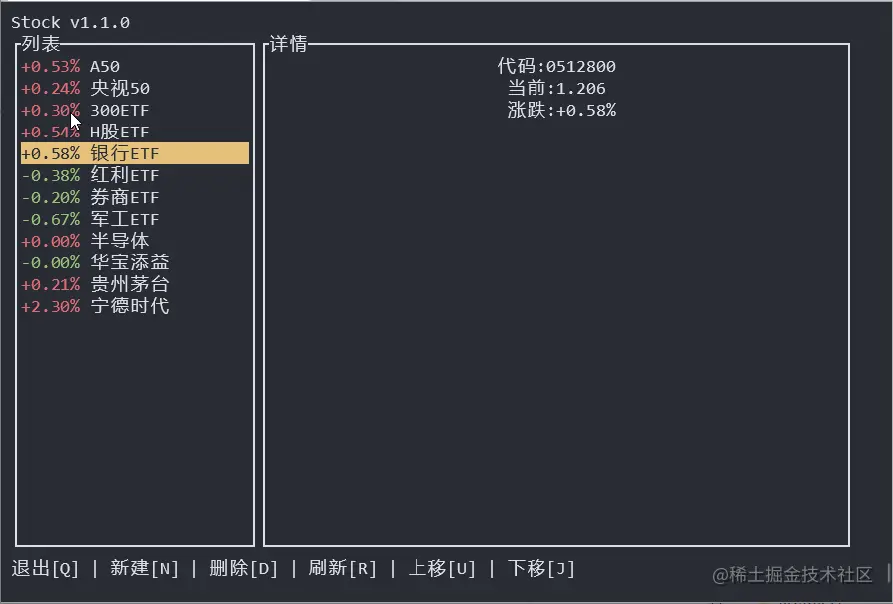 Stock v1.1.0
列表
+0.53% A50
+0.24% 央视50
+0.30% 300ETF
+0.54% H股ETF
+0.58% 银行ETF
-0.38% 红利ETF
-0.20% 券商ETF
-0.67% 军工ETF
+0.00% 半导体
-0.00% 华宝添益
+0.21% 贵州茅台
+2.30% 宁德时代
详情
代码:0512800
当前:1.206
涨跌:+0.58%
退出[Q] | 新建[N] | 删除[D] | 刷新[R] | 上移[U] | 下移[J]
@稀土掘金技术社区